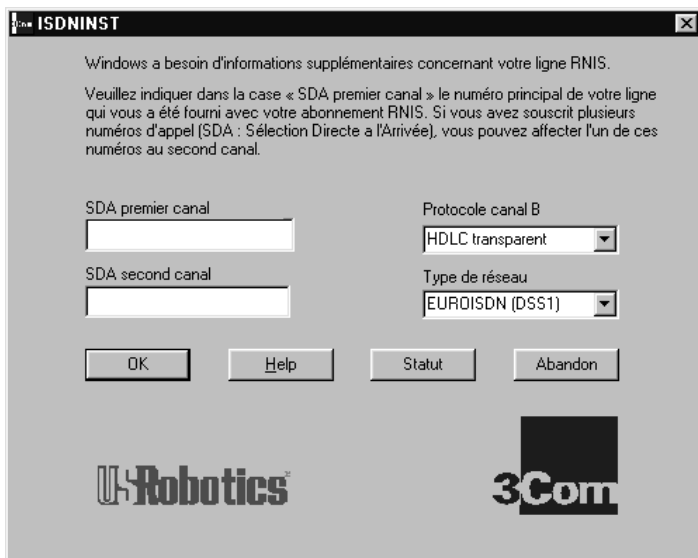 3Com ISDNINST
Windows a besoin d'informations supplémentaires concernant votre ligne RNIS.
Veuillez indiquer dans la case « SDA premier canal » le numéro principal de votre ligne
qui vous a été fourni avec votre abonnement RNIS. Si vous avez souscrit plusieurs
numéros d'appel (SDA : Sélection Directe a l'Arrivée), vous pouvez affecter l'un de ces
numéros au second canal.
SDA premier canal
Protocole canal B
HDLC transparent
SDA second canal
Type de réseau
EUROISDN (DSS1)
OK Help Statut Abandon
US Robotics
3Com